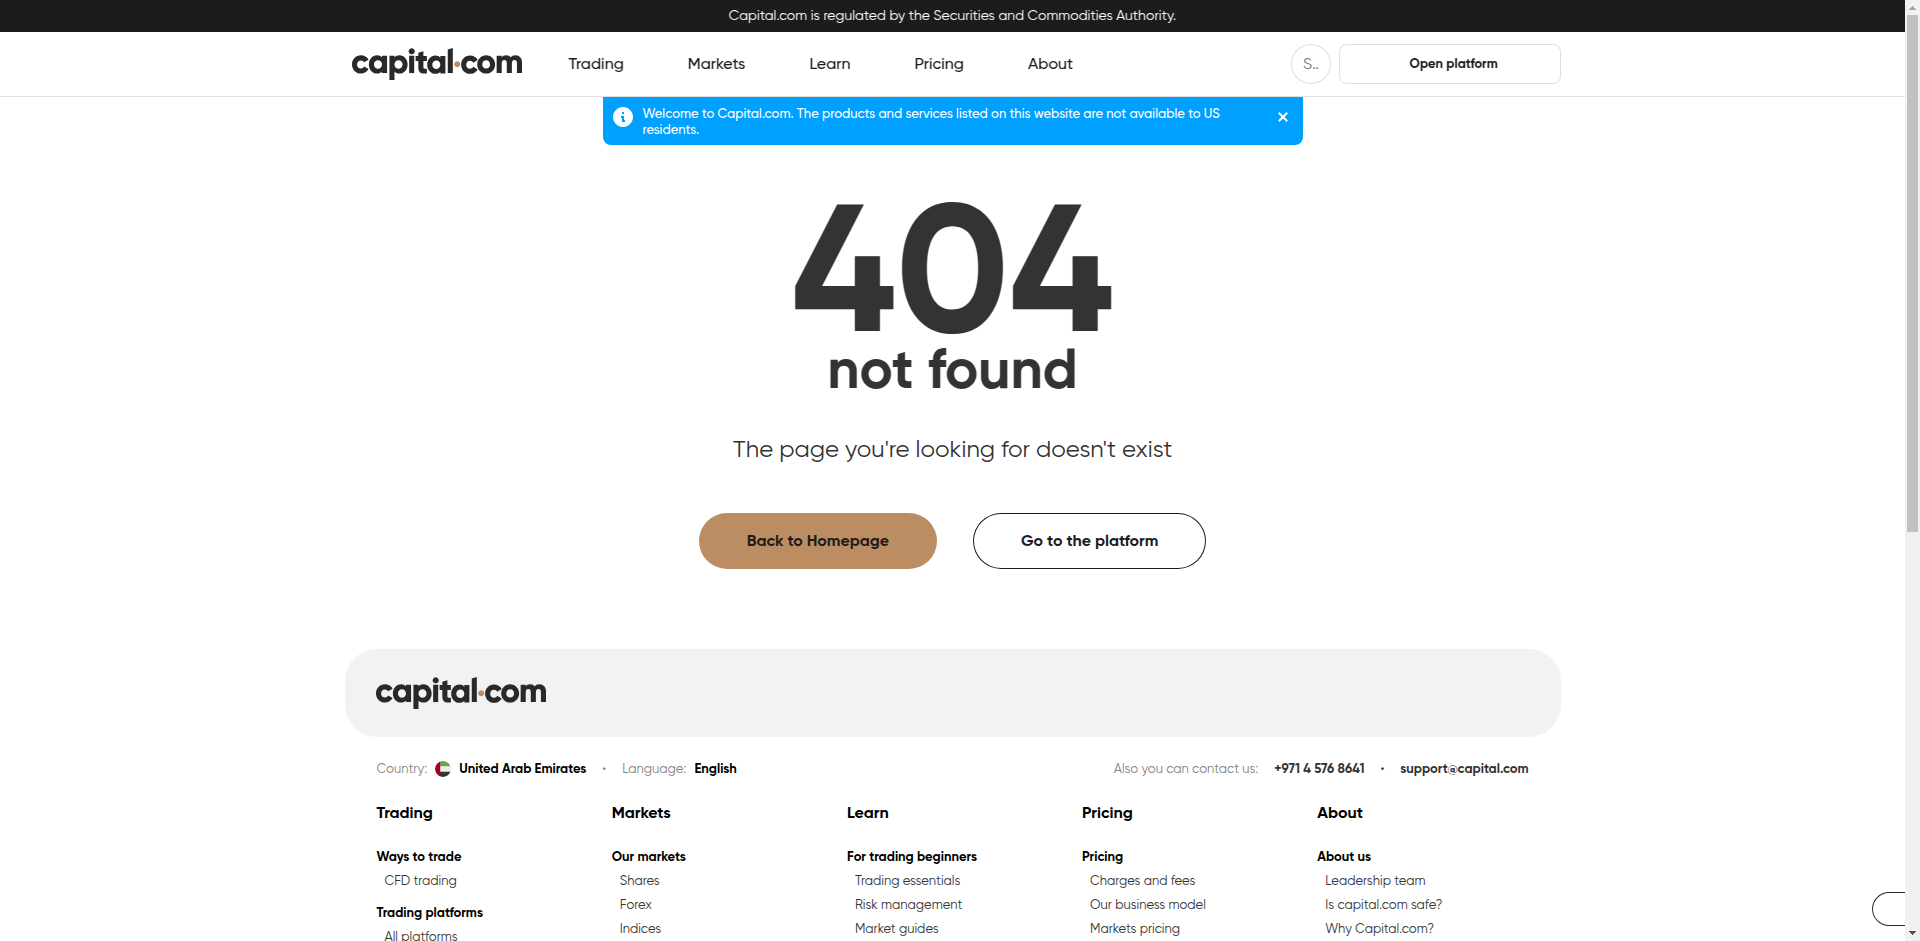 Capital.com is regulated by the Securities and Commodities Authority.
capital.com
Trading
Markets
Learn
Pricing
About
S..
Open platform
Welcome to Capital.com. The products and services listed on this website are not available to US
residents.
404
not found
The page you're looking for doesn't exist
Back to Homepage
Go to the platform
capital.com
Country: United Arab Emirates • Language: English
Also you can contact us: +971 4 576 8641 • support@capital.com
Trading
Markets
Learn
Pricing
About
Ways to trade
Our markets
For trading beginners
Pricing
About us
CFD trading
Shares
Trading essentials
Charges and fees
Leadership team
Trading platforms
Forex
Risk management
Our business model
Is capital.com safe?
All platforms
Indices
Market guides
Markets pricing
Why Capital.com?